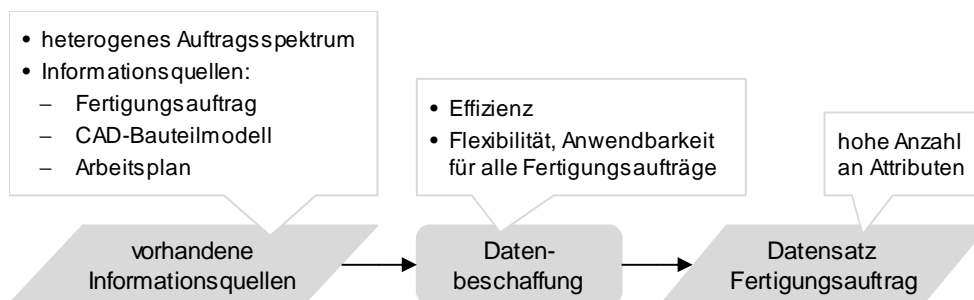 • heterogenes Auftragsspektrum
• Informationsquellen:
– Fertigungsauftrag
– CAD-Bauteilmodell
– Arbeitsplan
• Effizienz
• Flexibilität, Anwendbarkeit
für alle Fertigungsaufträge
hohe Anzahl
an Attributen
vorhandene
Informationsquellen
Daten-
beschaffung
Datensatz
Fertigungsauftrag